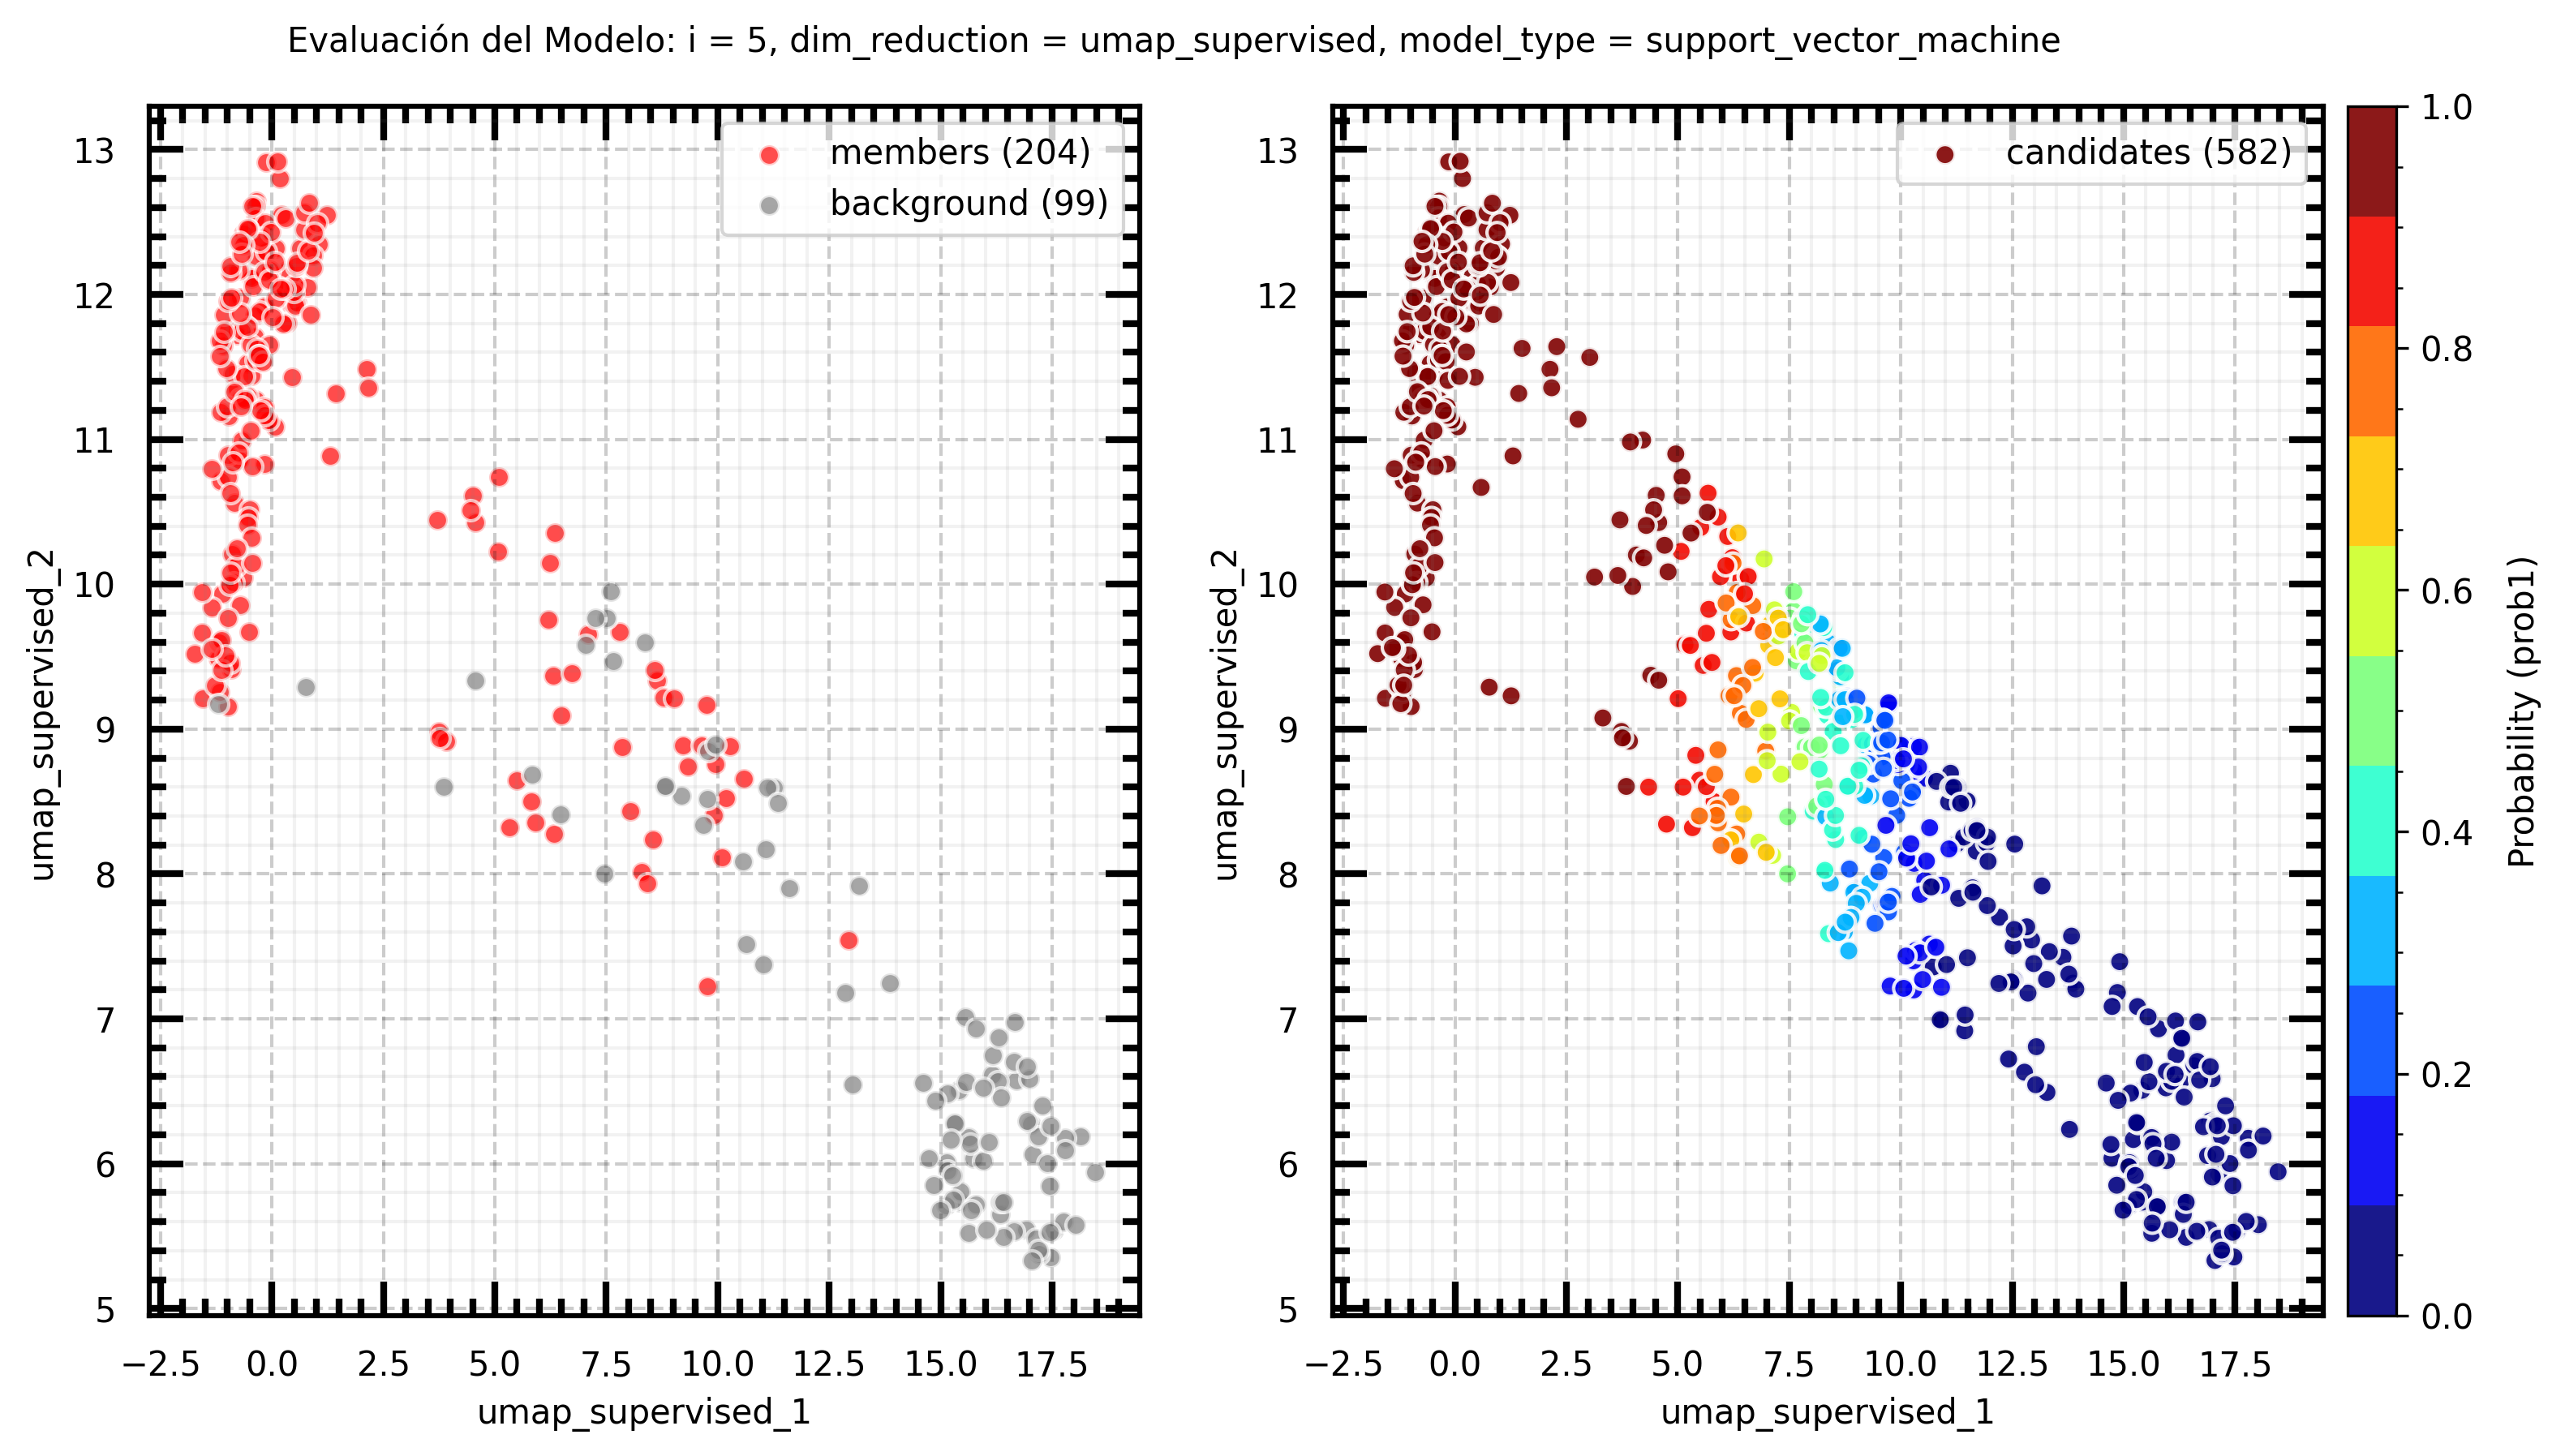 Evaluación del Modelo: i = 5, dim_reduction = umap_supervised, model_type = support_vector_machine
members (204)
background (99)
13
12
11
10
9
8
7
6
5
umap_supervised_2
−2.5 0.0 2.5 5.0 7.5 10.0 12.5 15.0 17.5
umap_supervised_1
candidates (582)
13
12
11
10
9
8
7
6
5
umap_supervised_2
−2.5 0.0 2.5 5.0 7.5 10.0 12.5 15.0 17.5
umap_supervised_1
1.0
0.8
0.6
0.4
0.2
0.0
Probability (prob1)